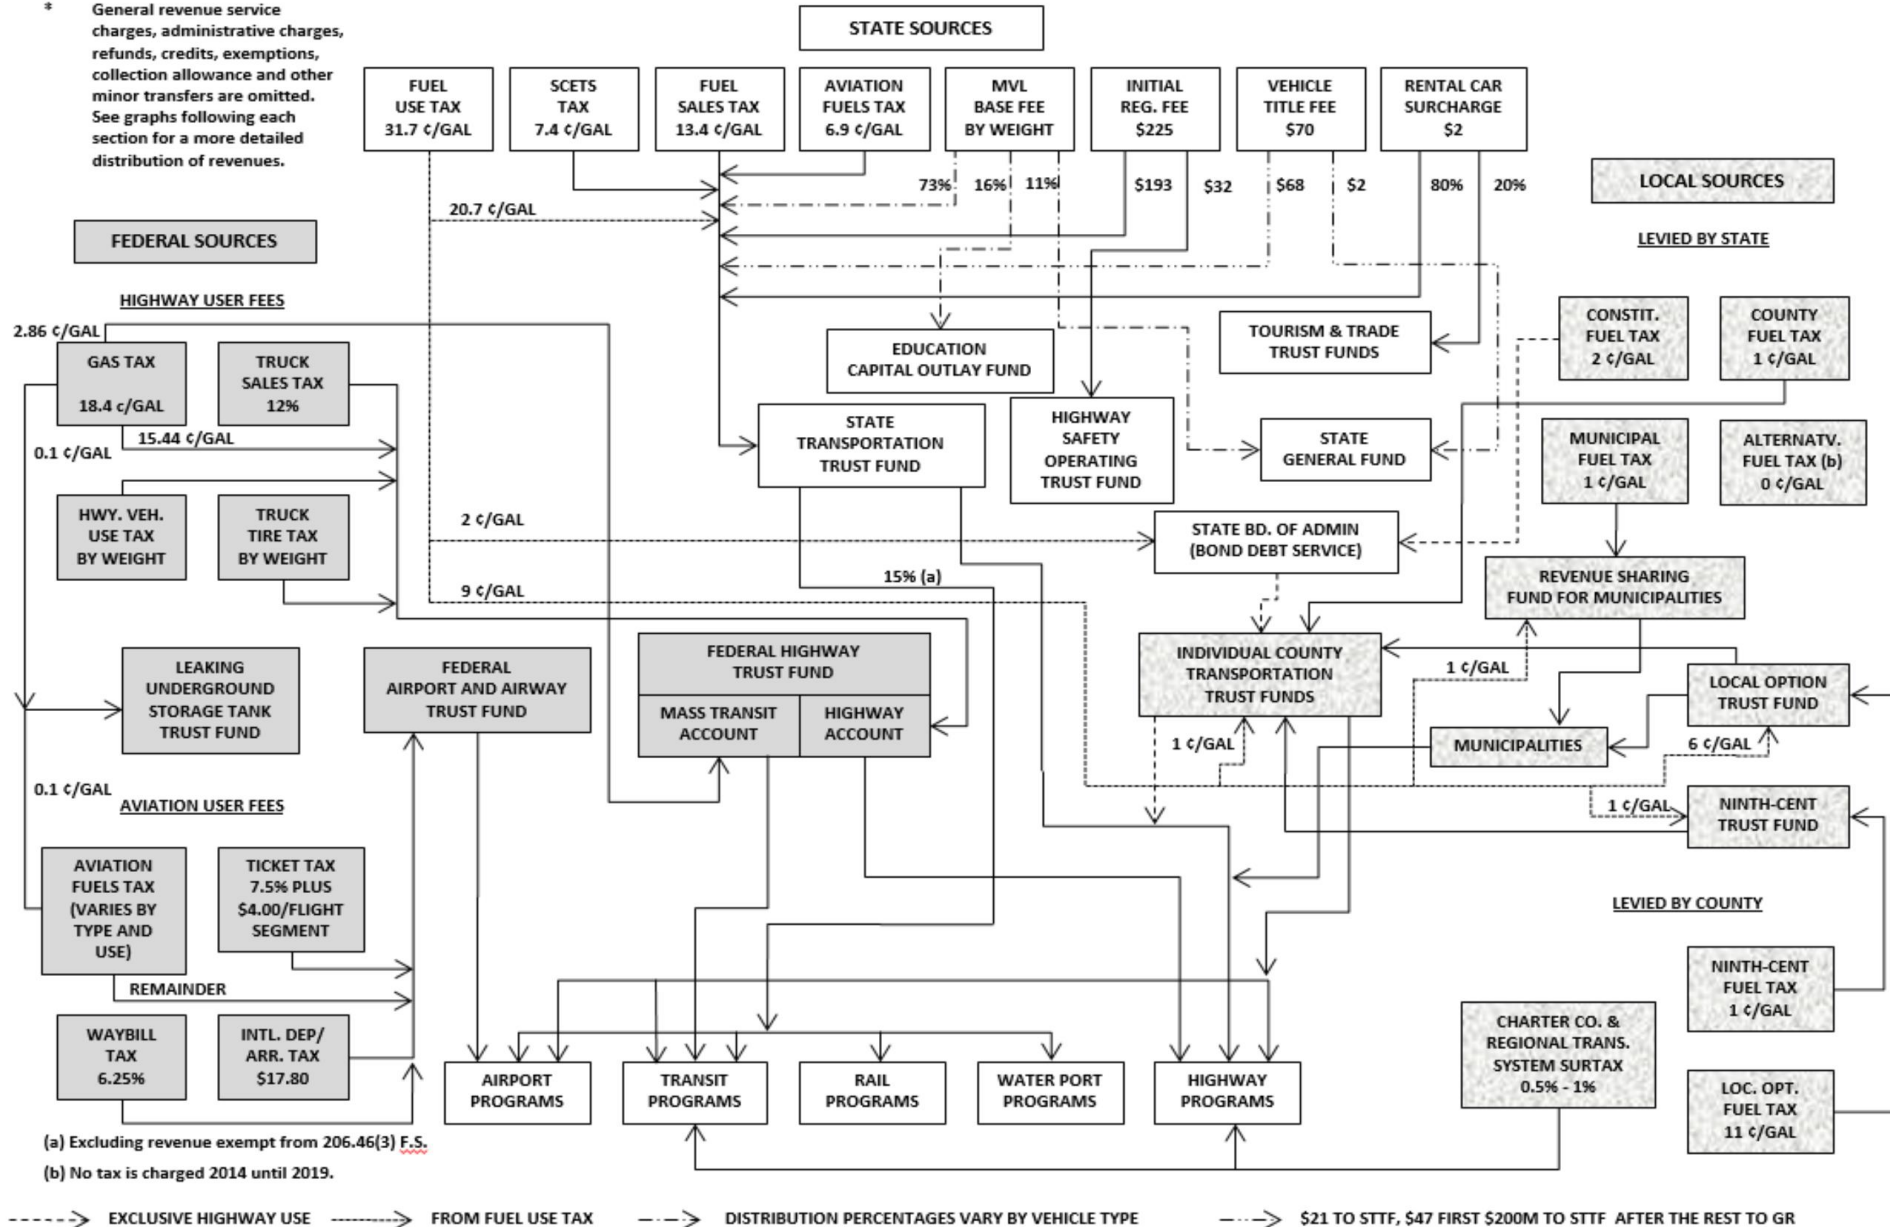 * General revenue service
charges, administrative charges,
refunds, credits, exemptions,
collection allowance and other
minor transfers are omitted.
See graphs following each
section for a more detailed
distribution of revenues.
STATE SOURCES
FUEL
USE TAX
31.7 ¢/GAL
SCETS
TAX
7.4 ¢/GAL
FUEL
SALES TAX
13.4 ¢/GAL
AVIATION
FUELS TAX
6.9 ¢/GAL
MVL
BASE FEE
BY WEIGHT
INITIAL
REG. FEE
$225
VEHICLE
TITLE FEE
$70
RENTAL CAR
SURCHARGE
$2
73%
16%
11%
$193
$32
$68
$2
80%
20%
20.7 ¢/GAL
LOCAL SOURCES
LEVIED BY STATE
FEDERAL SOURCES
HIGHWAY USER FEES
2.86 ¢/GAL
GAS TAX
18.4 c/GAL
TRUCK
SALES TAX
12%
15.44 ¢/GAL
0.1 ¢/GAL
HWY. VEH.
USE TAX
BY WEIGHT
TRUCK
TIRE TAX
BY WEIGHT
EDUCATION
CAPITAL OUTLAY FUND
TOURISM & TRADE
TRUST FUNDS
CONSTIT.
FUEL TAX
2 ¢/GAL
COUNTY
FUEL TAX
1 ¢/GAL
STATE
TRANSPORTATION
TRUST FUND
HIGHWAY
SAFETY
OPERATING
TRUST FUND
STATE
GENERAL FUND
MUNICIPAL
FUEL TAX
1 ¢/GAL
ALTERNATV.
FUEL TAX (b)
0 ¢/GAL
2 ¢/GAL
STATE BD. OF ADMIN
(BOND DEBT SERVICE)
15% (a)
9 ¢/GAL
REVENUE SHARING
FUND FOR MUNICIPALITIES
LEAKING
UNDERGROUND
STORAGE TANK
TRUST FUND
FEDERAL
AIRPORT AND AIRWAY
TRUST FUND
FEDERAL HIGHWAY
TRUST FUND
MASS TRANSIT
ACCOUNT
HIGHWAY
ACCOUNT
INDIVIDUAL COUNTY
TRANSPORTATION
TRUST FUNDS
1 ¢/GAL
LOCAL OPTION
TRUST FUND
1 ¢/GAL
MUNICIPALITIES
6 ¢/GAL
1 ¢/GAL
NINTH-CENT
TRUST FUND
0.1 ¢/GAL
AVIATION USER FEES
AVIATION
FUELS TAX
(VARIES BY
TYPE AND
USE)
TICKET TAX
7.5% PLUS
$4.00/FLIGHT
SEGMENT
REMAINDER
WAYBILL
TAX
6.25%
INTL. DEP/
ARR. TAX
$17.80
LEVIED BY COUNTY
NINTH-CENT
FUEL TAX
1 ¢/GAL
CHARTER CO. &
REGIONAL TRANS.
SYSTEM SURTAX
0.5% - 1%
LOC. OPT.
FUEL TAX
11 ¢/GAL
AIRPORT
PROGRAMS
TRANSIT
PROGRAMS
RAIL
PROGRAMS
WATER PORT
PROGRAMS
HIGHWAY
PROGRAMS
(a) Excluding revenue exempt from 206.46(3) F.S.
(b) No tax is charged 2014 until 2019.
EXCLUSIVE HIGHWAY USE
FROM FUEL USE TAX
DISTRIBUTION PERCENTAGES VARY BY VEHICLE TYPE
$21 TO STTF, $47 FIRST $200M TO STTF AFTER THE REST TO GR